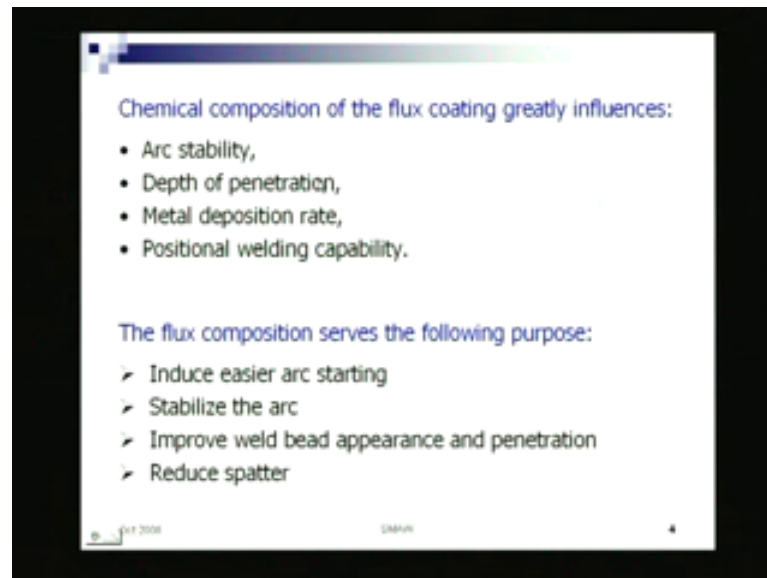 Chemical composition of the flux coating greatly influences:
• Arc stability,
• Depth of penetration,
• Metal deposition rate,
• Positional welding capability.
The flux composition serves the following purpose:
➢ Induce easier arc starting
➢ Stabilize the arc
➢ Improve weld bead appearance and penetration
➢ Reduce spatter
4